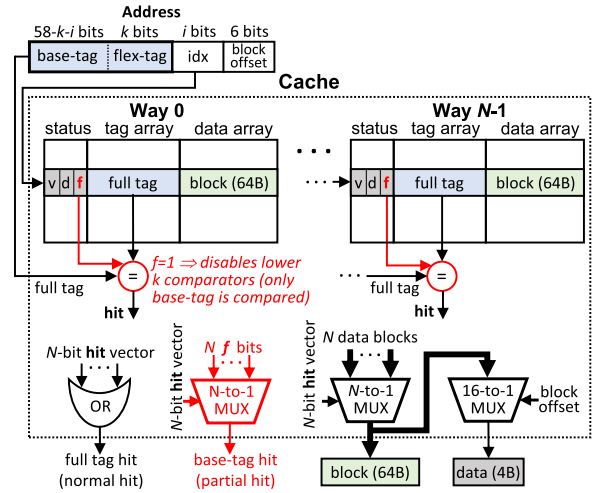 Address
58-k-i bits k bits i bits 6 bits
base-tag flex-tag idx block offset
Cache
Way 0 Way N-1
status tag array data array status tag array data array
. . .
v d f full tag block (64B) . . . v d f full tag block (64B)
f=1 ⇒ disables lower
k comparators (only
base-tag is compared)
= =
full tag
hit hit
N-bit hit vector
. . .
OR
full tag hit
(normal hit)
N-bit hit vector
N f bits
. . .
N-to-1
MUX
base-tag hit
(partial hit)
N-bit hit vector
N data blocks
. . .
N-to-1
MUX
block (64B)
16-to-1
MUX
block
offset
data (4B)